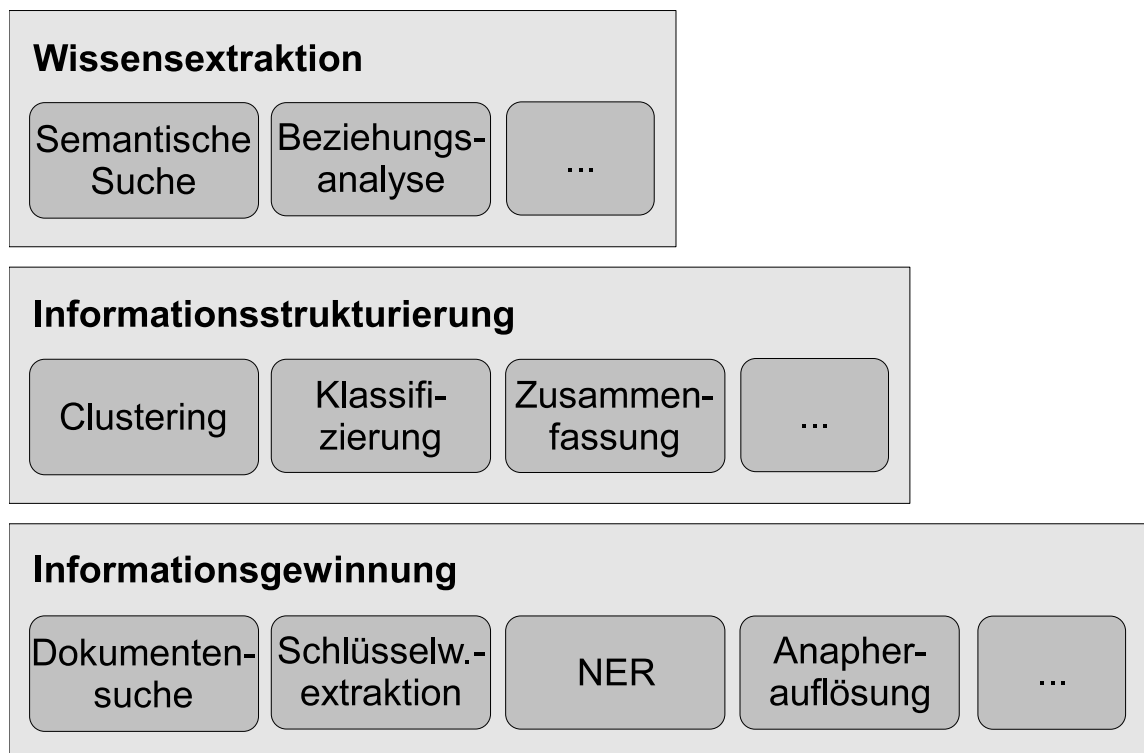 Wissensextraktion
Semantische
Suche
Beziehungs-
analyse
...
Informationsstrukturierung
Clustering
Klassifi-
zierung
Zusammen-
fassung
...
Informationsgewinnung
Dokumenten-
suche
Schlüsselw.-
extraktion
NER
Anapher-
auflösung
...